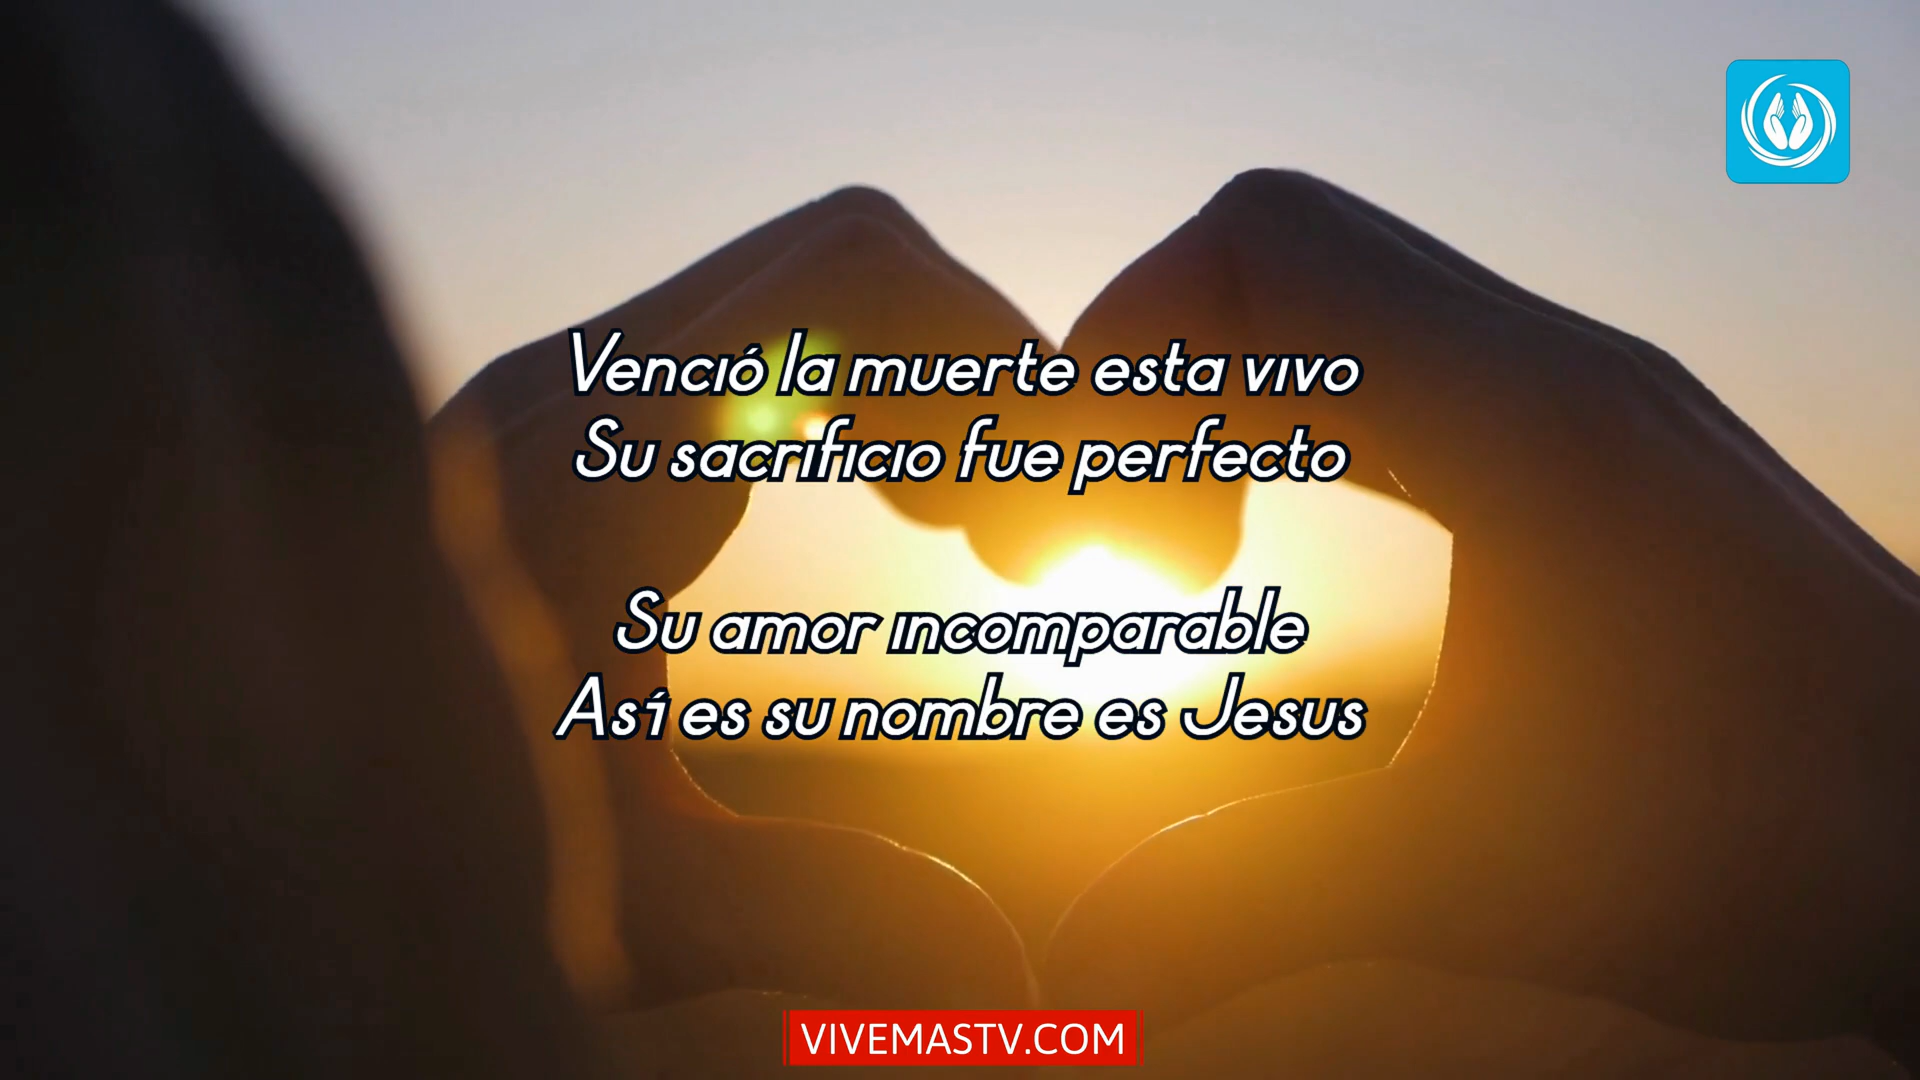 Venció la muerte esta vivo
Su sacrificio fue perfecto
Su amor incomparable
Así es su nombre es Jesus
VIVEMASTV.COM